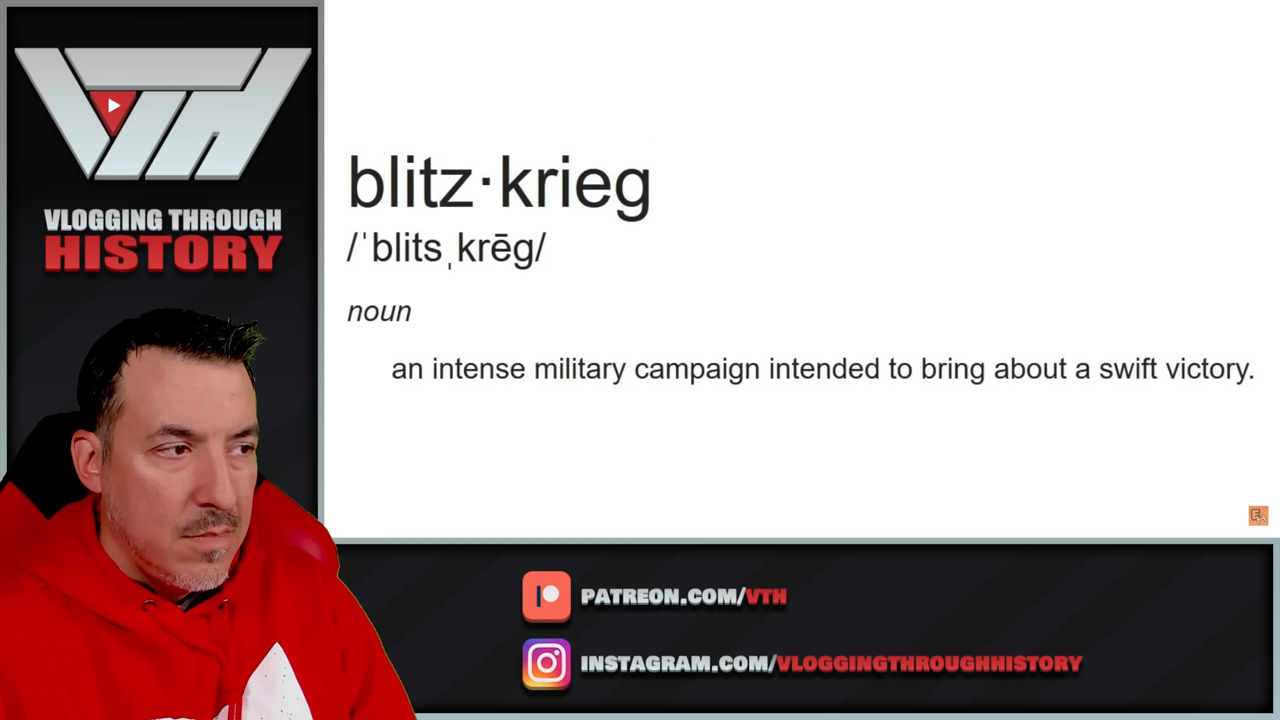 VTH
VLOGGING THROUGH
HISTORY
blitz·krieg
/ˈblitsˌkrēg/
noun
an intense military campaign intended to bring about a swift victory.
PATREON.COM/VTH
INSTAGRAM.COM/VLOGGINGTHROUGHHISTORY